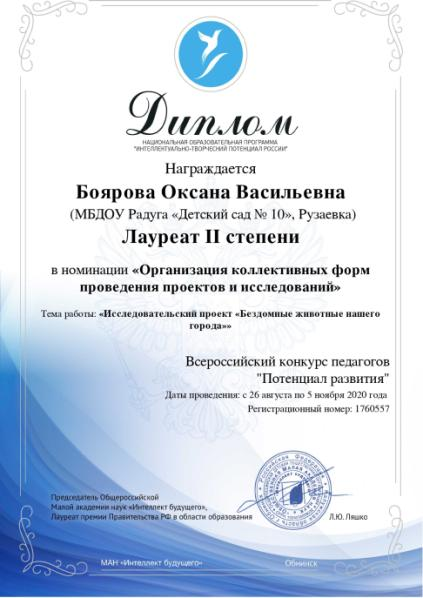 Диплом
НАЦИОНАЛЬНАЯ ОБРАЗОВАТЕЛЬНАЯ ПРОГРАММА
"ИНТЕЛЛЕКТУАЛЬНО-ТВОРЧЕСКИЙ ПОТЕНЦИАЛ РОССИИ"
Награждается
Боярова Оксана Васильевна
(МБДОУ Радуга «Детский сад № 10», Рузаевка)
Лауреат II степени
в номинации «Организация коллективных форм
проведения проектов и исследований»
Тема работы: «Исследовательский проект «Бездомные животные нашего
города»»
Всероссийский конкурс педагогов
"Потенциал развития"
Даты проведения: с 26 августа по 5 ноября 2020 года
Регистрационный номер: 1760557
Председатель Общероссийской
Малой академии наук «Интеллект будущего»,
Лауреат премии Правительства РФ в области образования
Л.Ю.Ляшко
МАН «Интеллект будущего»
Обнинск